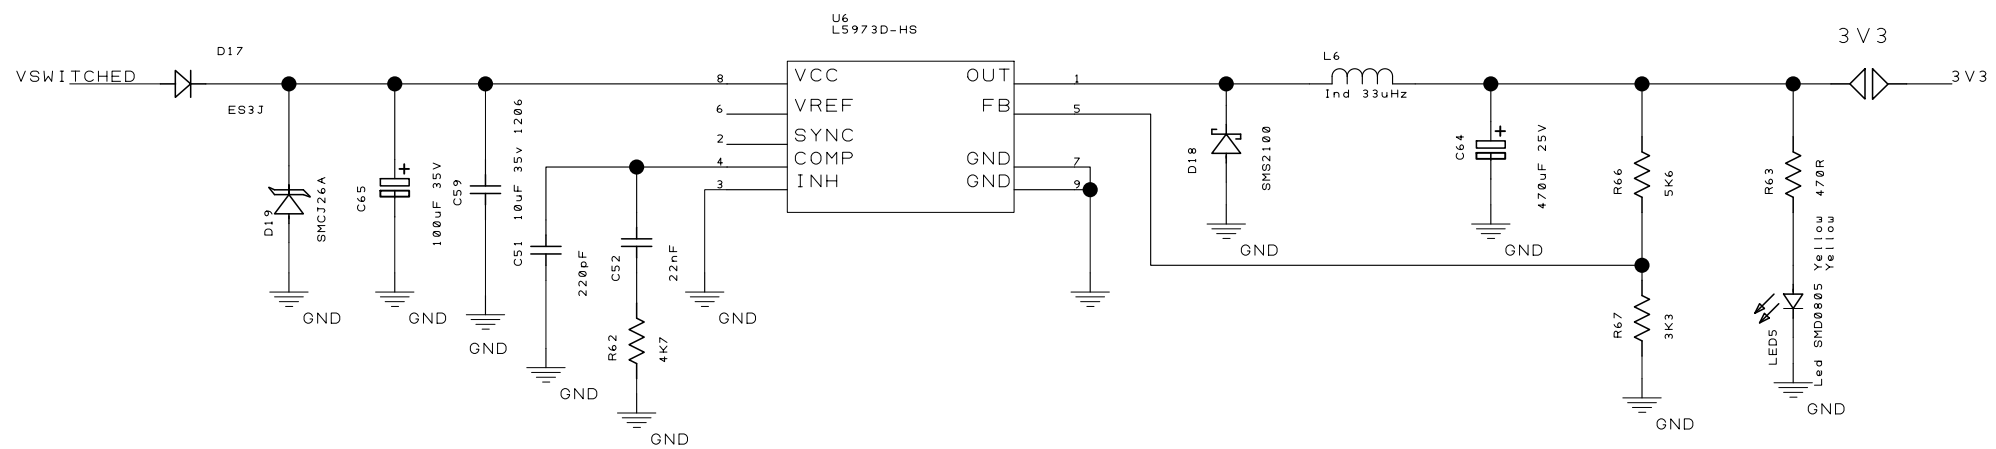 U6
L5973D-HS
VSWITCHED
D17
ES3J
D19
SMCJ26A
C65
100uF 35V
C59
10uF 35v 1206
C51
220pF
C52
22nF
R62
4K7
8
6
2
4
3
VCC
VREF
SYNC
COMP
INH
OUT
FB
GND
GND
1
5
7
9
D18
SMS2100
L6
Ind 33uHz
C64
470uF 25V
R66
5K6
R67
3K3
R63
470R
LED5
Led SMD0805 Yellow
Yellow
3V3
3V3
GND
GND
GND
GND
GND
GND
GND
GND
GND
GND